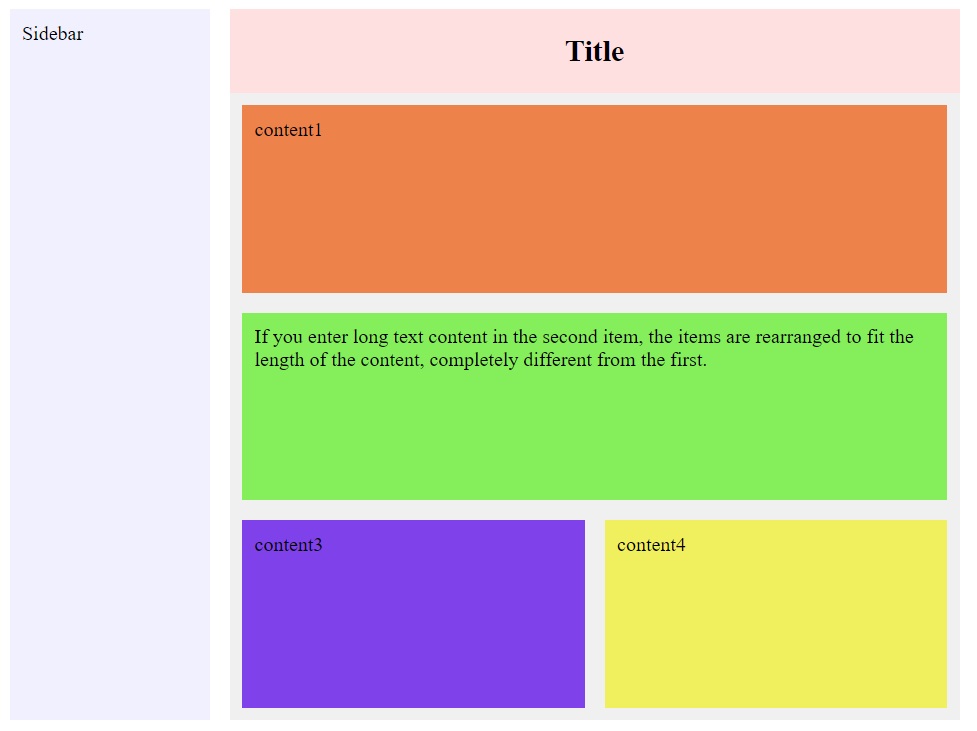 Sidebar
Title
content1
If you enter long text content in the second item, the items are rearranged to fit the
length of the content, completely different from the first.
content3
content4